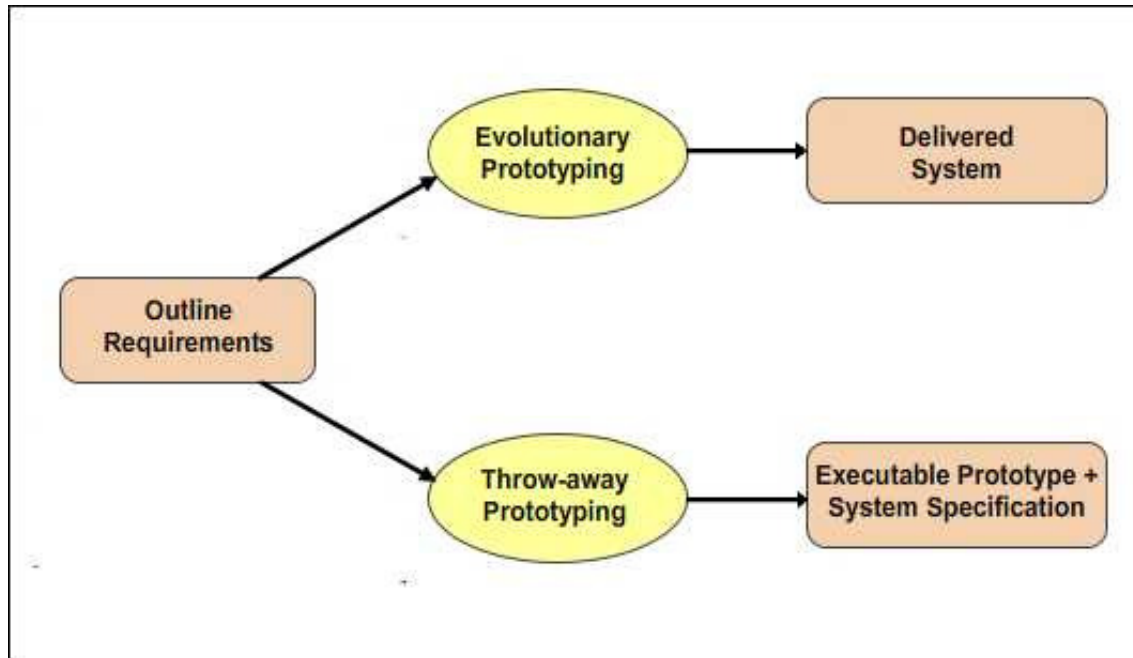 Evolutionary
Prototyping
Delivered
System
Outline
Requirements
Throw-away
Prototyping
Executable Prototype +
System Specification